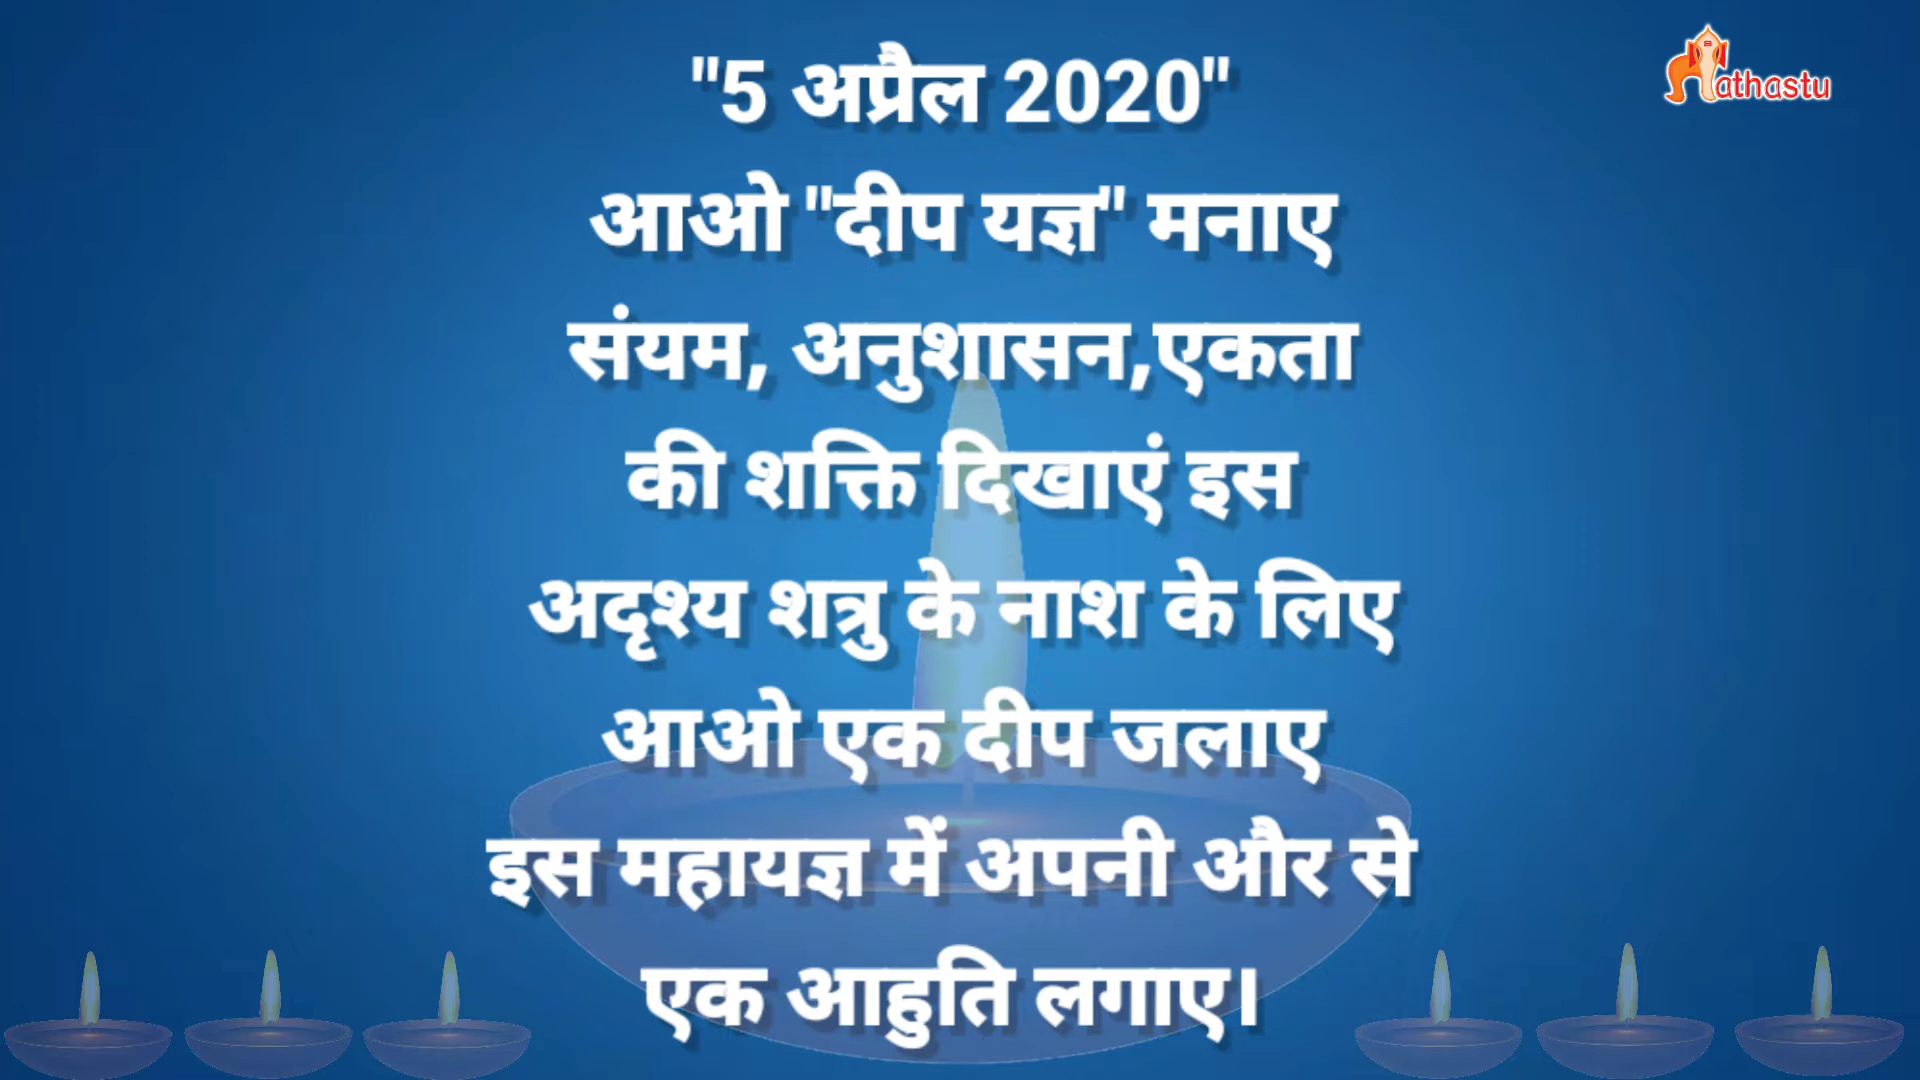 "5 अप्रैल 2020"
आओ "दीप यज्ञ" मनाए
संयम, अनुशासन,एकता
की शक्ति दिखाएं इस
अदृश्य शत्रु के नाश के लिए
आओ एक दीप जलाए
इस महायज्ञ में अपनी और से
एक आहुति लगाए।
athastu